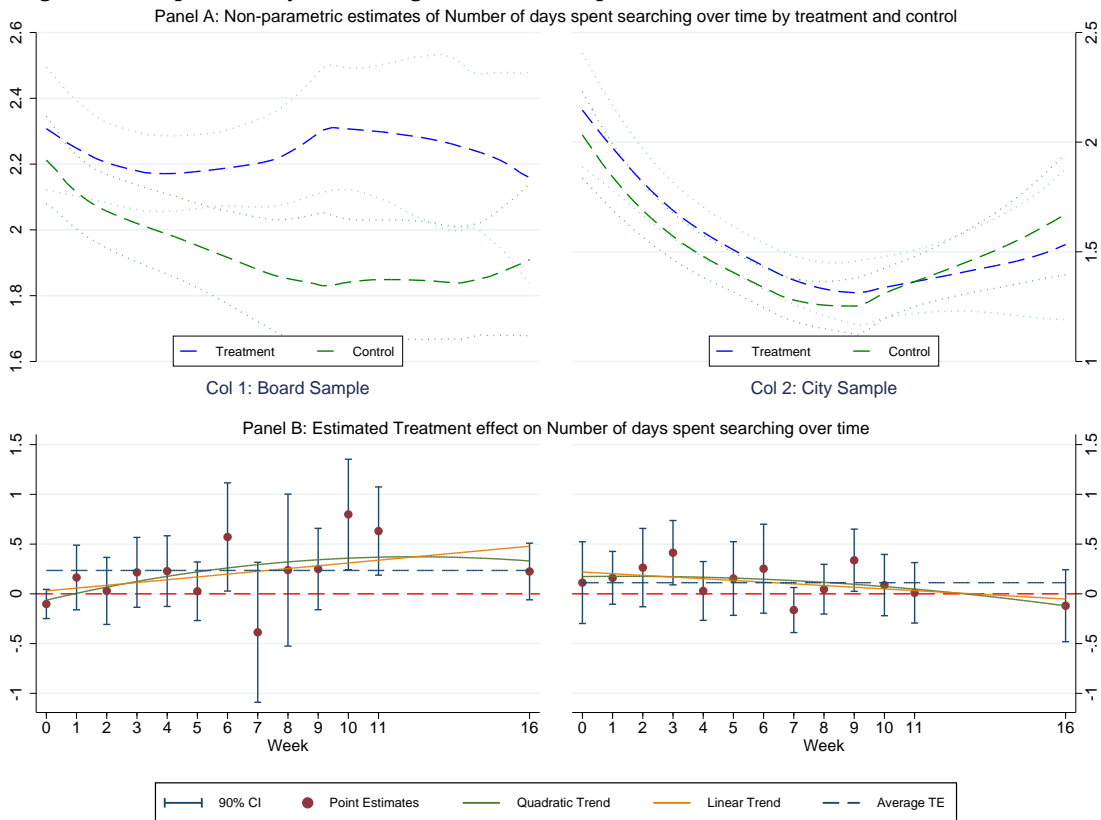 Panel A: Non-parametric estimates of Number of days spent searching over time by treatment and control
2.6
2.4
2.2
2
1.8
1.6
Treatment Control
Col 1: Board Sample
2.5
2
1.5
1
Treatment Control
Col 2: City Sample
Panel B: Estimated Treatment effect on Number of days spent searching over time
1.5
1
.5
0
-.5
-1
0 1 2 3 4 5 6 7 8 9 10 11 16
Week
1.5
1
.5
0
-.5
-1
0 1 2 3 4 5 6 7 8 9 10 11 16
Week
90% CI Point Estimates Quadratic Trend Linear Trend Average TE